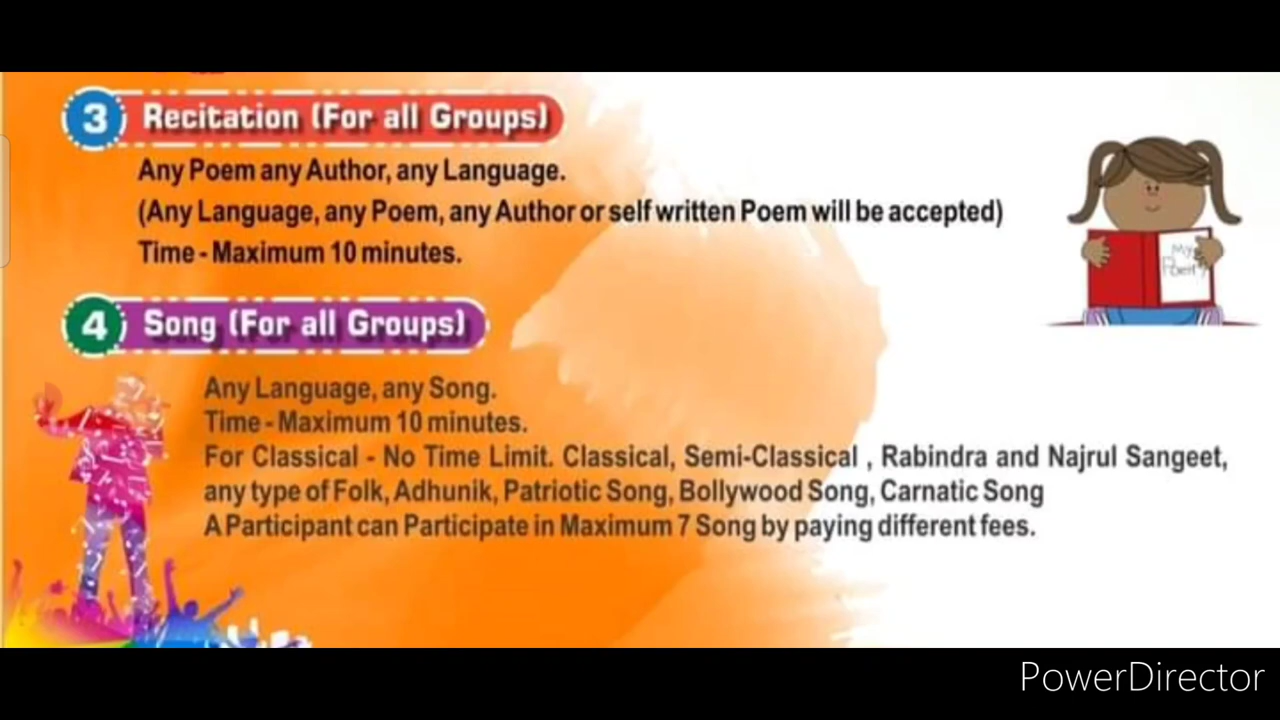 3 Recitation (For all Groups)
Any Poem any Author, any Language.
(Any Language, any Poem, any Author or self written Poem will be accepted)
Time - Maximum 10 minutes.
My
Poem
4 Song (For all Groups)
Any Language, any Song.
Time - Maximum 10 minutes.
For Classical - No Time Limit. Classical, Semi-Classical , Rabindra and Najrul Sangeet,
any type of Folk, Adhunik, Patriotic Song, Bollywood Song, Carnatic Song
A Participant can Participate in Maximum 7 Song by paying different fees.
PowerDirector